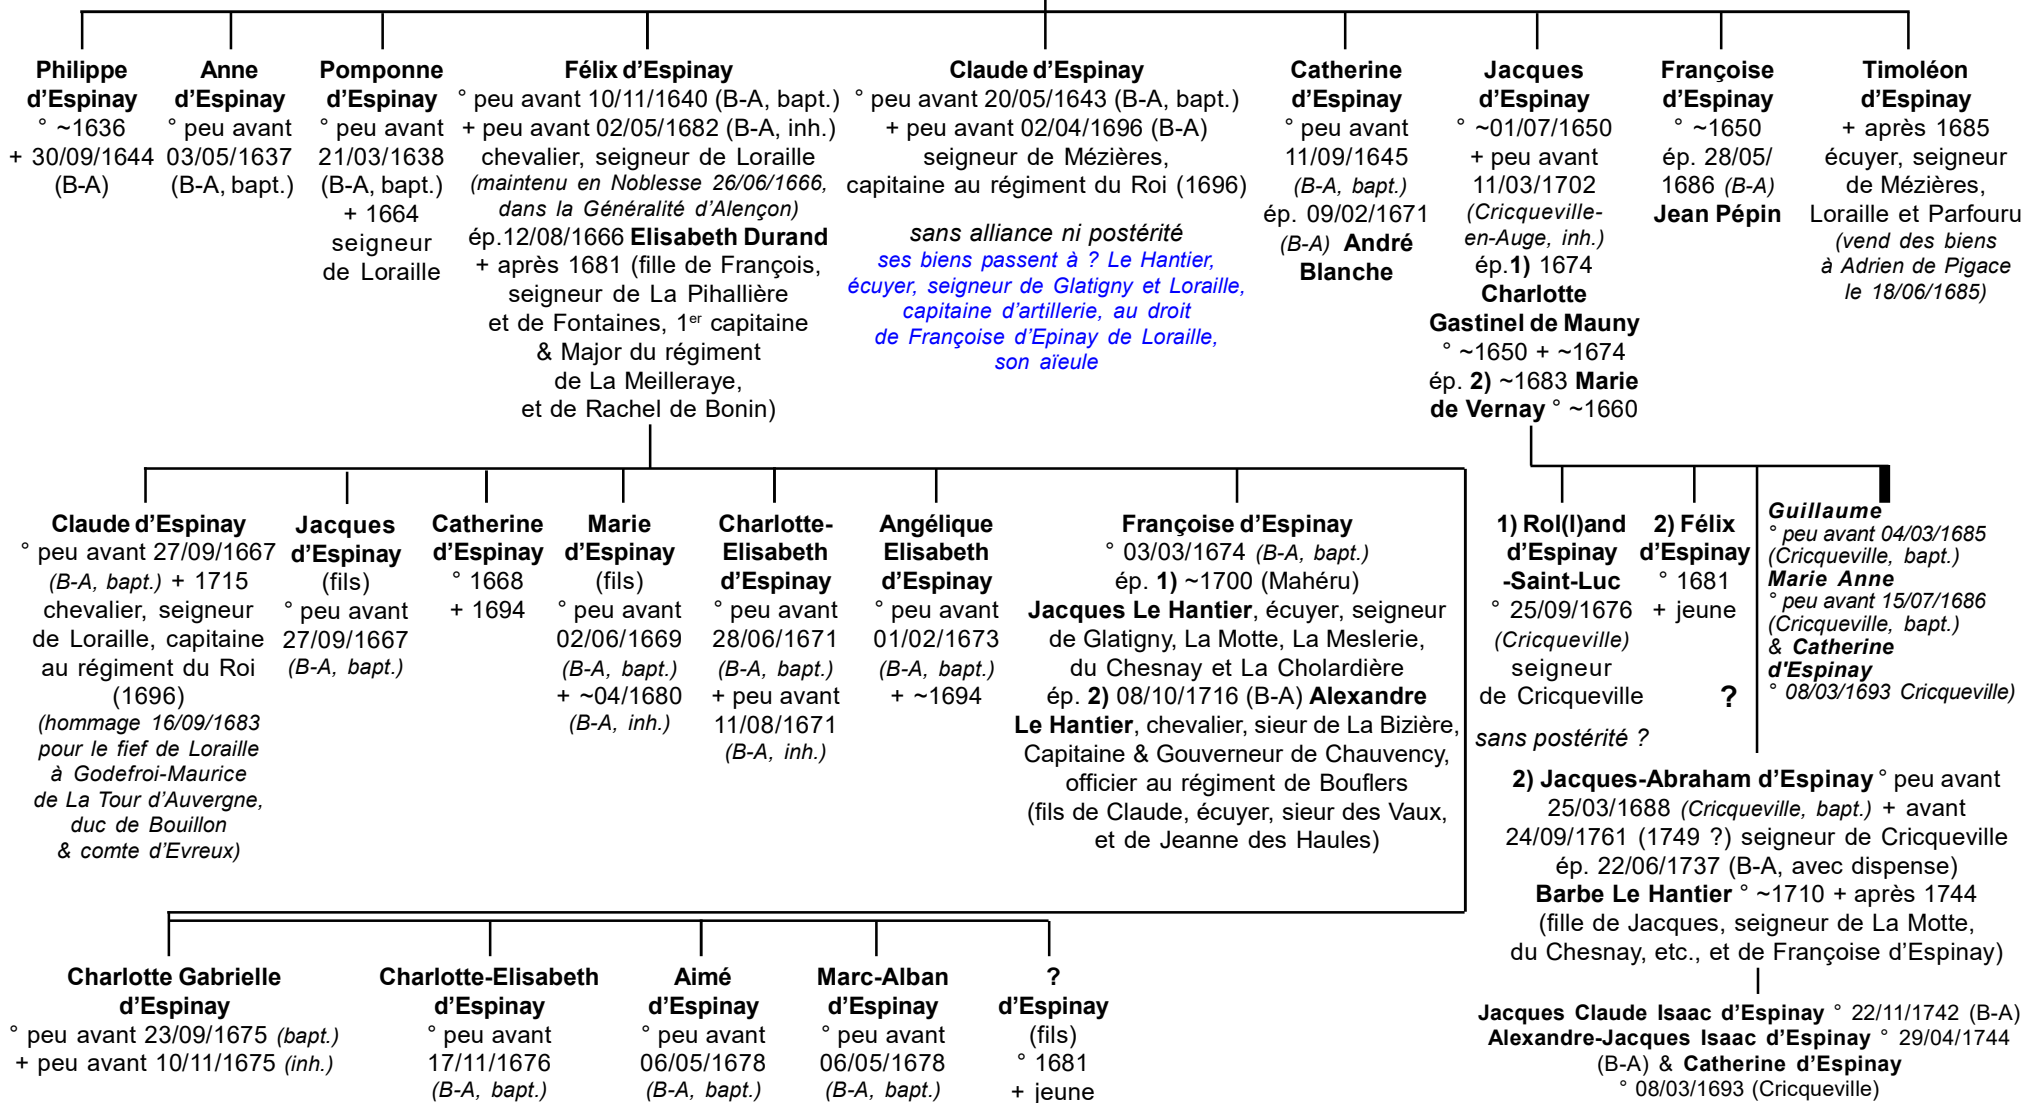 Philippe
d’Espinay
° ~1636
+ 30/09/1644
(B-A)
Anne
d’Espinay
° peu avant
03/05/1637
(B-A, bapt.)
Pomponne
d’Espinay
° peu avant
21/03/1638
(B-A, bapt.)
+ 1664
seigneur
de Loraille
Félix d’Espinay
° peu avant 10/11/1640 (B-A, bapt.)
+ peu avant 02/05/1682 (B-A, inh.)
chevalier, seigneur de Loraille
(maintenu en Noblesse 26/06/1666,
dans la Généralité d’Alençon)
ép.12/08/1666 Elisabeth Durand
+ après 1681 (fille de François,
seigneur de La Pihallière
et de Fontaines, 1er capitaine
& Major du régiment
de La Meilleraye,
et de Rachel de Bonin)
Claude d’Espinay
° peu avant 20/05/1643 (B-A, bapt.)
+ peu avant 02/04/1696 (B-A)
seigneur de Mézières,
capitaine au régiment du Roi (1696)
sans alliance ni postérité
ses biens passent à ? Le Hantier,
écuyer, seigneur de Glatigny et Loraille,
capitaine d’artillerie, au droit
de Françoise d’Epinay de Loraille,
son aïeule
Catherine
d’Espinay
° peu avant
11/09/1645
(B-A, bapt.)
ép. 09/02/1671
(B-A) André
Blanche
Jacques
d’Espinay
° ~01/07/1650
+ peu avant
11/03/1702
(Cricqueville-
en-Auge, inh.)
ép.1) 1674
Charlotte
Gastinel de Mauny
° ~1650 + ~1674
ép. 2) ~1683 Marie
de Vernay ° ~1660
Françoise
d’Espinay
° ~1650
ép. 28/05/
1686 (B-A)
Jean Pépin
Timoléon
d’Espinay
+ après 1685
écuyer, seigneur
de Mézières,
Loraille et Parfouru
(vend des biens
à Adrien de Pigace
le 18/06/1685)
Claude d’Espinay
° peu avant 27/09/1667
(B-A, bapt.) + 1715
chevalier, seigneur
de Loraille, capitaine
au régiment du Roi
(1696)
(hommage 16/09/1683
pour le fief de Loraille
à Godefroi-Maurice
de La Tour d’Auvergne,
duc de Bouillon
& comte d’Evreux)
Jacques
d’Espinay
(fils)
° peu avant
27/09/1667
(B-A, bapt.)
Catherine
d’Espinay
° 1668
+ 1694
Marie
d’Espinay
(fils)
° peu avant
02/06/1669
(B-A, bapt.)
+ ~04/1680
(B-A, inh.)
Charlotte-
Elisabeth
d’Espinay
° peu avant
28/06/1671
(B-A, bapt.)
+ peu avant
11/08/1671
(B-A, inh.)
Angélique
Elisabeth
d’Espinay
° peu avant
01/02/1673
(B-A, bapt.)
+ ~1694
Françoise d’Espinay
° 03/03/1674 (B-A, bapt.)
ép. 1) ~1700 (Mahéru)
Jacques Le Hantier, écuyer, seigneur
de Glatigny, La Motte, La Meslerie,
du Chesnay et La Cholardière
ép. 2) 08/10/1716 (B-A) Alexandre
Le Hantier, chevalier, sieur de La Bizière,
Capitaine & Gouverneur de Chauvency,
officier au régiment de Bouflers
(fils de Claude, écuyer, sieur des Vaux,
et de Jeanne des Haules)
1) Rol(l)and
d’Espinay
-Saint-Luc
° 25/09/1676
(Cricqueville)
seigneur
de Cricqueville
sans postérité ?
2) Félix
d’Espinay
° 1681
+ jeune
?
Guillaume
° peu avant 04/03/1685
(Cricqueville, bapt.)
Marie Anne
° peu avant 15/07/1686
(Cricqueville, bapt.)
& Catherine
d'Espinay
° 08/03/1693 Cricqueville)
2) Jacques-Abraham d’Espinay ° peu avant
25/03/1688 (Cricqueville, bapt.) + avant
24/09/1761 (1749 ?) seigneur de Cricqueville
ép. 22/06/1737 (B-A, avec dispense)
Barbe Le Hantier ° ~1710 + après 1744
(fille de Jacques, seigneur de La Motte,
du Chesnay, etc., et de Françoise d’Espinay)
Charlotte Gabrielle
d’Espinay
° peu avant 23/09/1675 (bapt.)
+ peu avant 10/11/1675 (inh.)
Charlotte-Elisabeth
d’Espinay
° peu avant
17/11/1676
(B-A, bapt.)
Aimé
d’Espinay
° peu avant
06/05/1678
(B-A, bapt.)
Marc-Alban
d’Espinay
° peu avant
06/05/1678
(B-A, bapt.)
?
d’Espinay
(fils)
° 1681
+ jeune
Jacques Claude Isaac d’Espinay ° 22/11/1742 (B-A)
Alexandre-Jacques Isaac d’Espinay ° 29/04/1744
(B-A) & Catherine d’Espinay
° 08/03/1693 (Cricqueville)